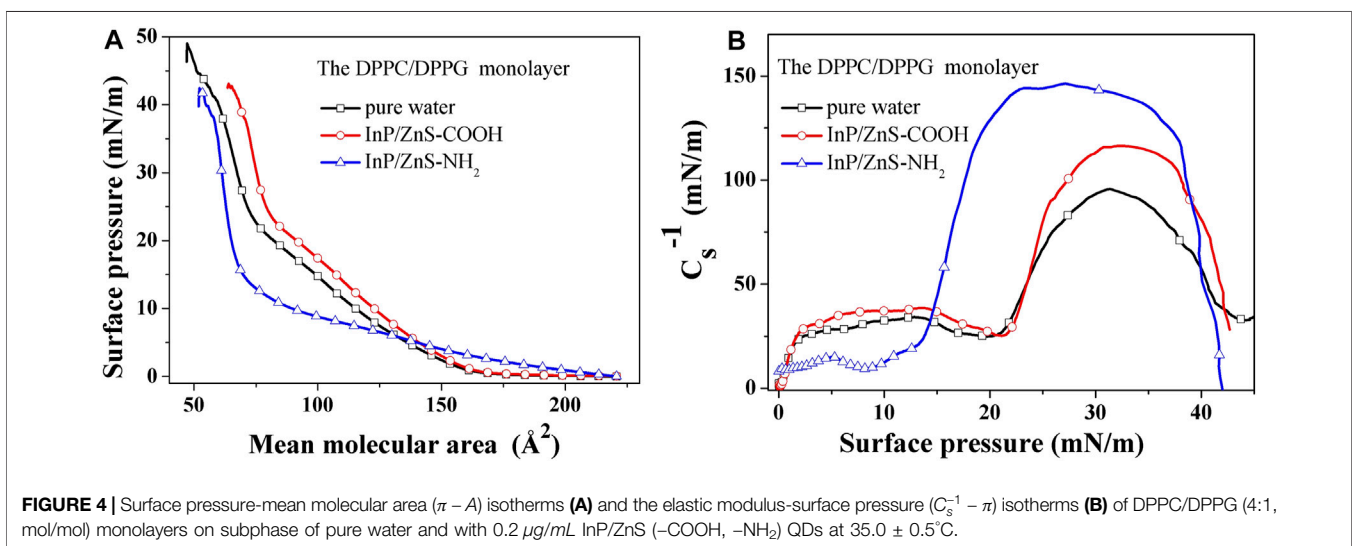 A
The DPPC/DPPG monolayer
pure water
InP/ZnS-COOH
InP/ZnS-NH₂
Surface pressure (mN/m)
50
40
30
20
10
0
50 100 150 200
Mean molecular area (Å²)
B
The DPPC/DPPG monolayer
pure water
InP/ZnS-COOH
InP/ZnS-NH₂
Cₛ⁻¹ (mN/m)
150
100
50
0
0 10 20 30 40
Surface pressure (mN/m)
FIGURE 4 | Surface pressure-mean molecular area (π – A) isotherms (A) and the elastic modulus-surface pressure (Cₛ⁻¹ – π) isotherms (B) of DPPC/DPPG (4:1,
mol/mol) monolayers on subphase of pure water and with 0.2 μg/mL InP/ZnS (–COOH, –NH₂) QDs at 35.0 ± 0.5°C.